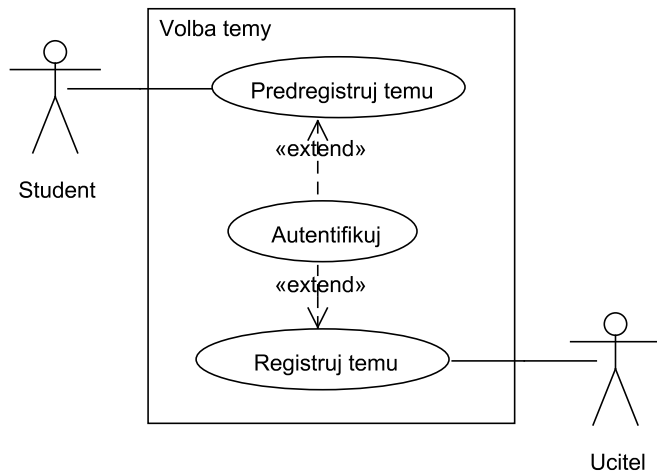 Volba temy
Predregistruj temu
«extend»
Student
Autentifikuj
«extend»
Registruj temu
Ucitel